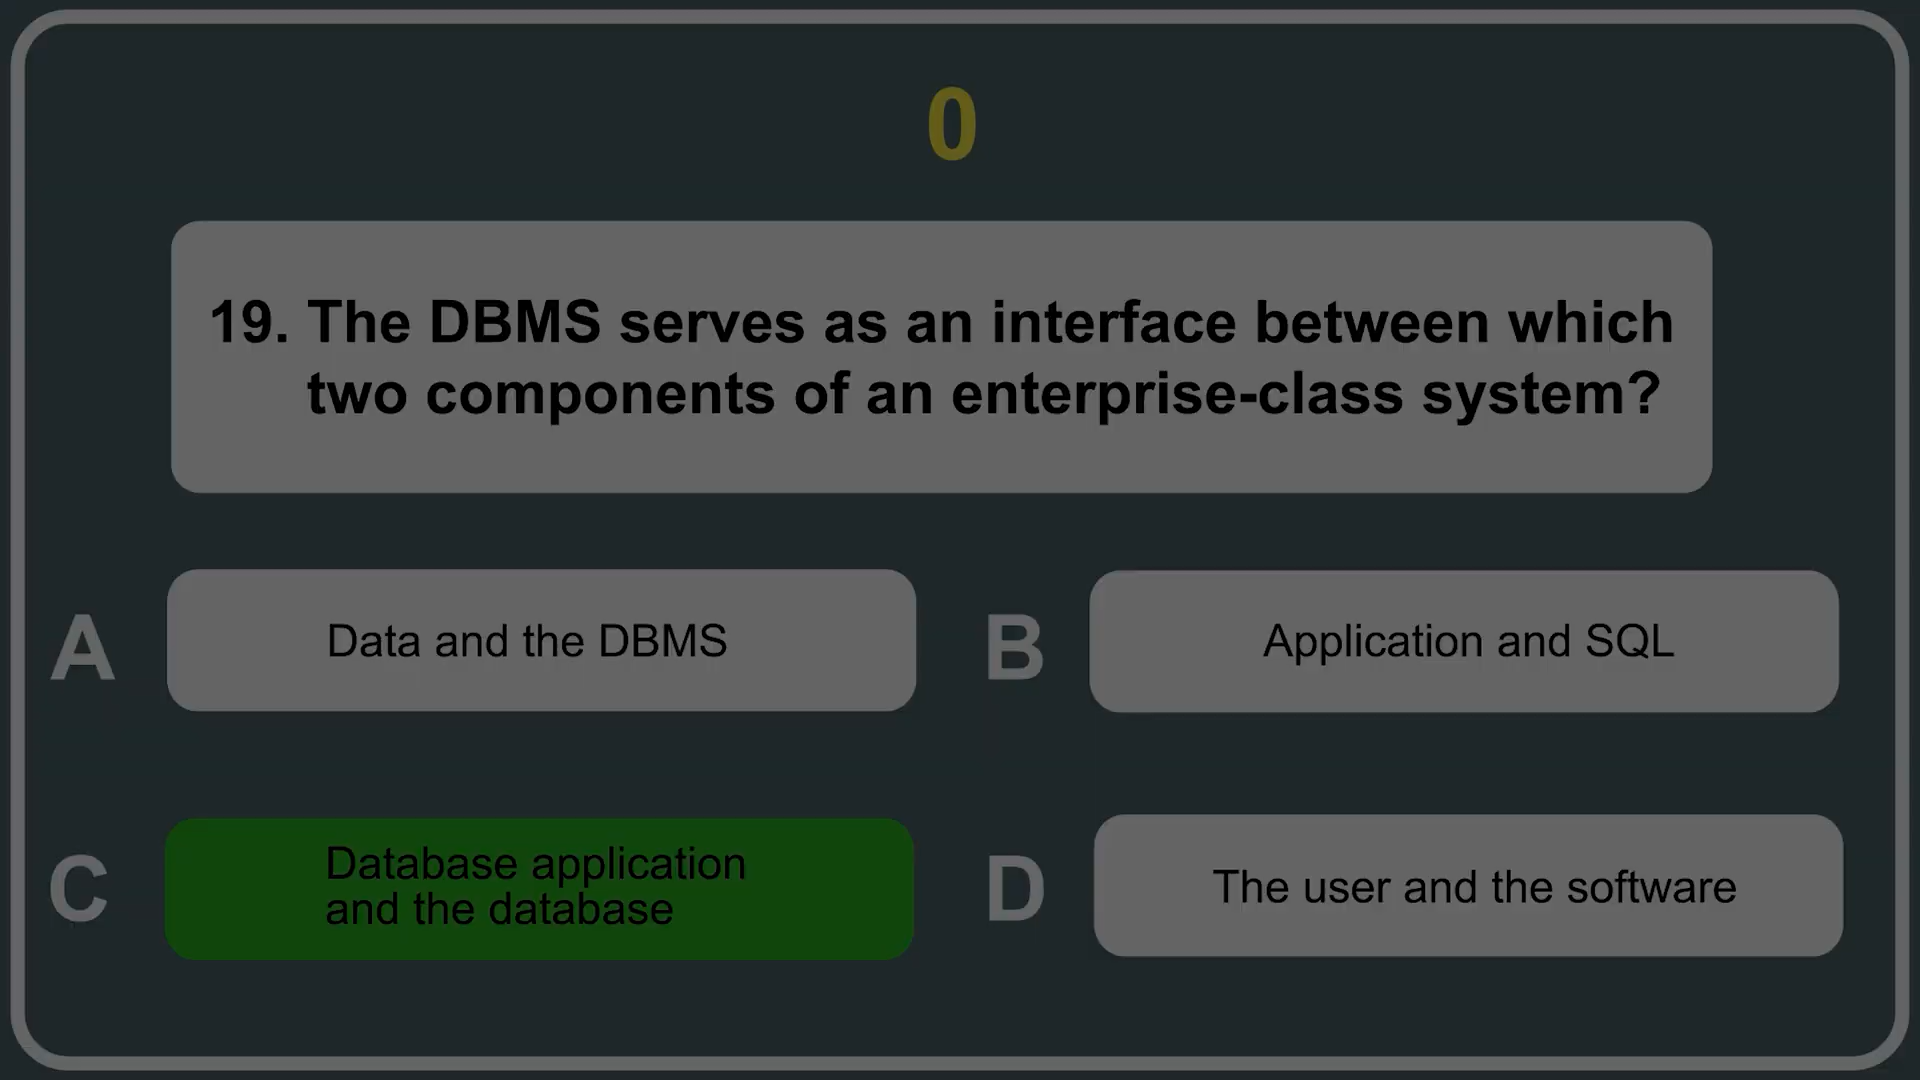 0
19. The DBMS serves as an interface between which
two components of an enterprise-class system?
A
Data and the DBMS
B
Application and SQL
C
Database application
and the database
D
The user and the software